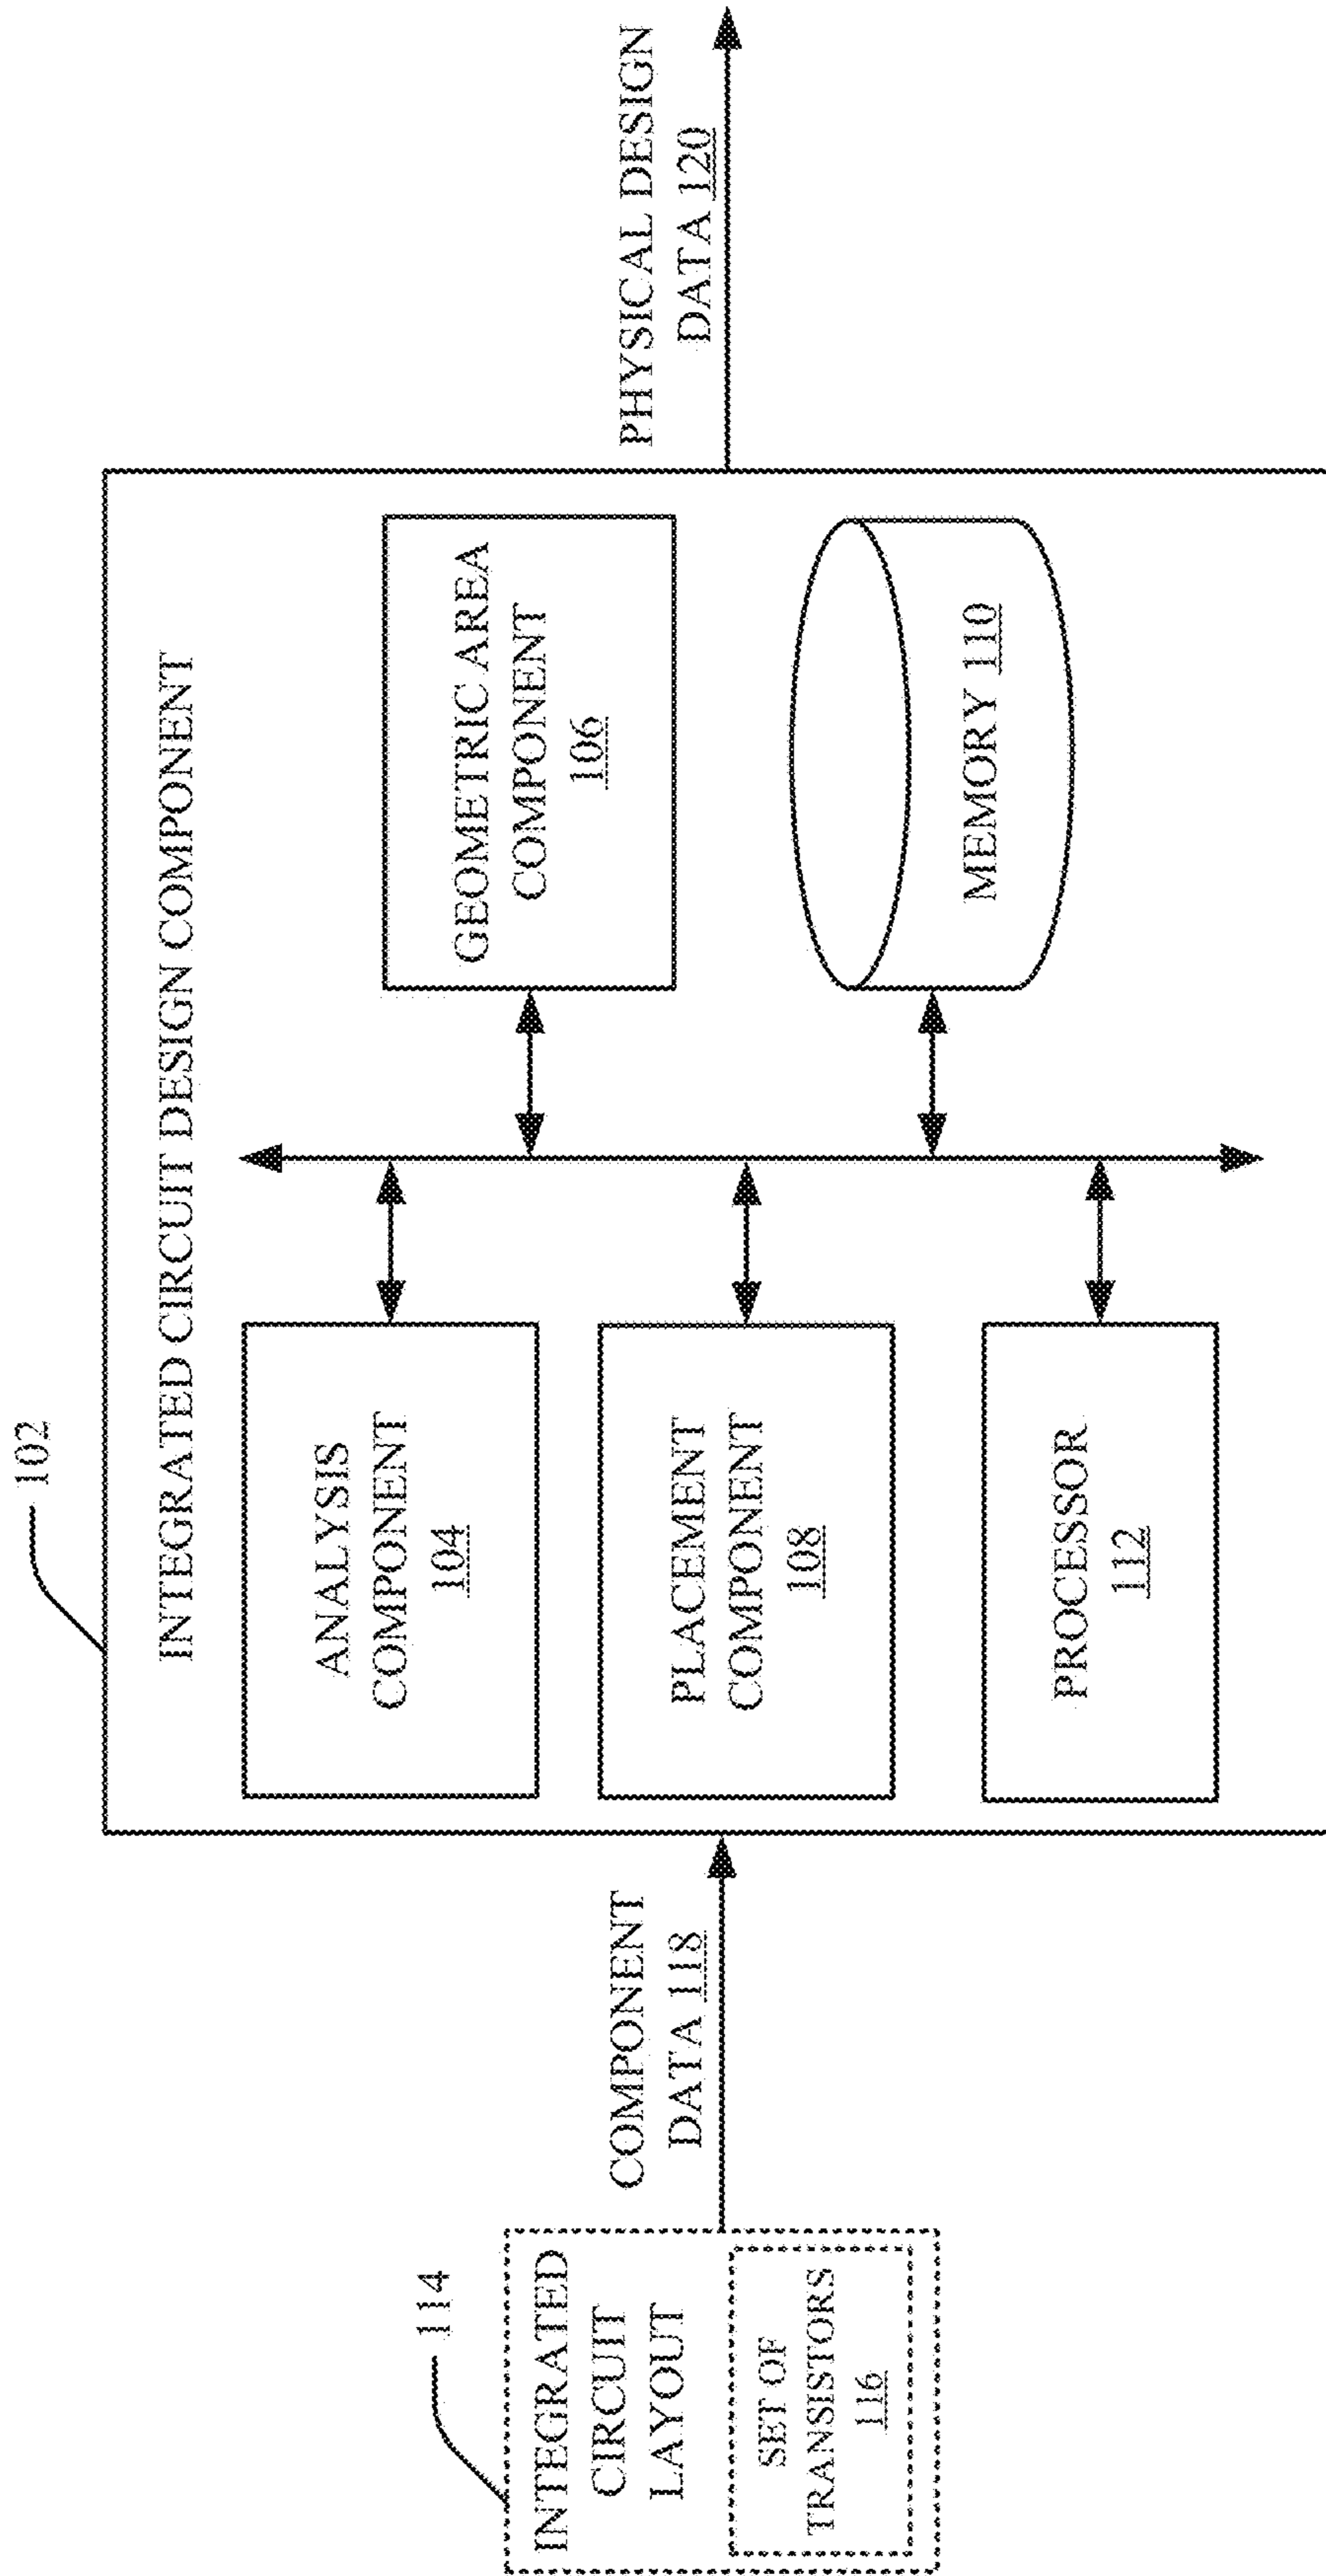 102
INTEGRATED CIRCUIT DESIGN COMPONENT
ANALYSIS
COMPONENT
104
GEOMETRIC AREA
COMPONENT
106
114
INTEGRATED
CIRCUIT
LAYOUT
SET OF
TRANSISTORS
116
COMPONENT
DATA 118
PLACEMENT
COMPONENT
108
MEMORY 110
PROCESSOR
112
PHYSICAL DESIGN
DATA 120